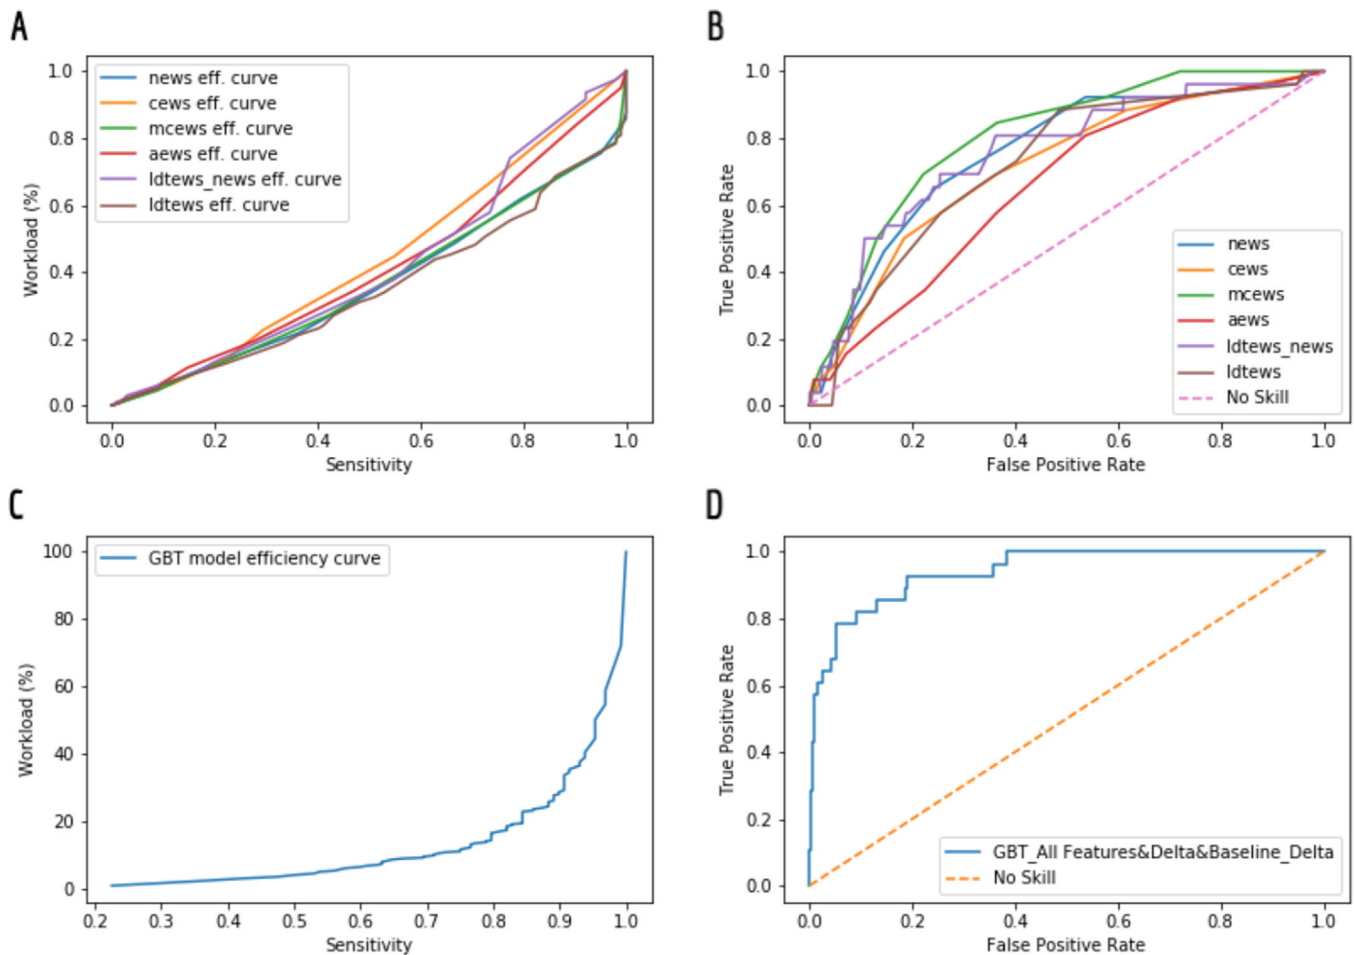 A
Workload (%)
1.0
0.8
0.6
0.4
0.2
0.0
news eff. curve
cews eff. curve
mcews eff. curve
aews eff. curve
ldtews_news eff. curve
ldtews eff. curve
0.0 0.2 0.4 0.6 0.8 1.0
Sensitivity
B
True Positive Rate
1.0
0.8
0.6
0.4
0.2
0.0
news
cews
mcews
aews
ldtews_news
ldtews
No Skill
0.0 0.2 0.4 0.6 0.8 1.0
False Positive Rate
C
Workload (%)
100
80
60
40
20
0
GBT model efficiency curve
0.2 0.3 0.4 0.5 0.6 0.7 0.8 0.9 1.0
Sensitivity
D
True Positive Rate
1.0
0.8
0.6
0.4
0.2
0.0
GBT_All Features&Delta&Baseline_Delta
No Skill
0.0 0.2 0.4 0.6 0.8 1.0
False Positive Rate